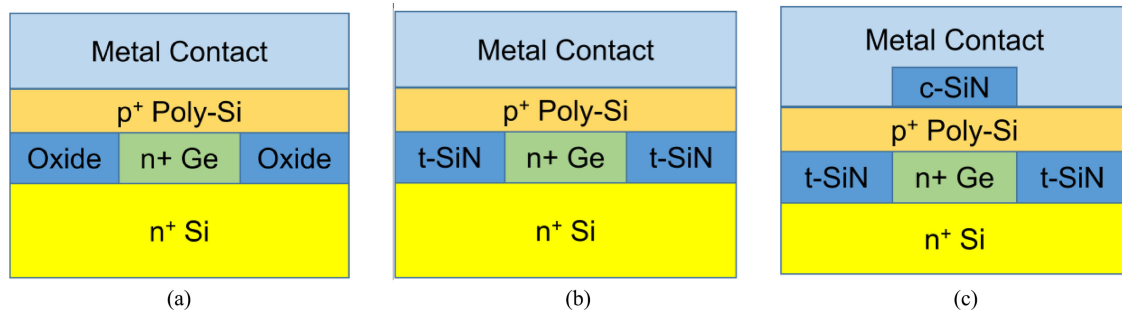 Metal Contact
p⁺ Poly-Si
Oxide n+ Ge Oxide
n⁺ Si
(a)
Metal Contact
p⁺ Poly-Si
t-SiN n+ Ge t-SiN
n⁺ Si
(b)
Metal Contact
c-SiN
p⁺ Poly-Si
t-SiN n+ Ge t-SiN
n⁺ Si
(c)